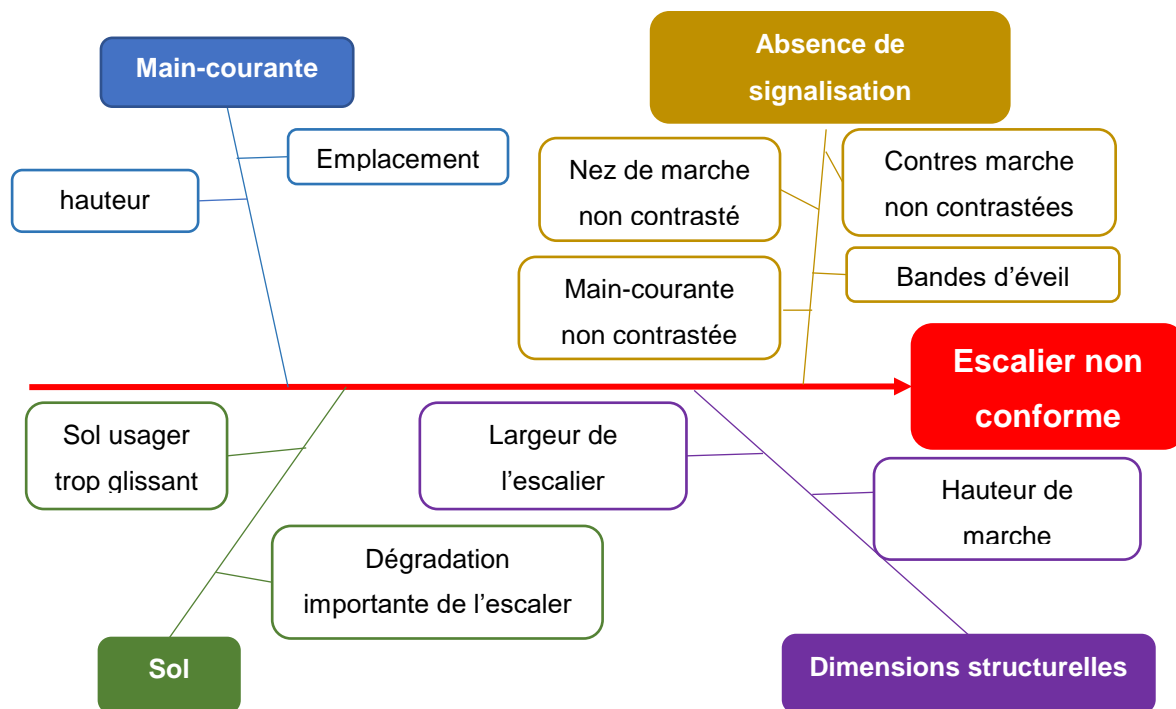 Main-courante
Absence de
signalisation
Emplacement
hauteur
Nez de marche
non contrasté
Contres marche
non contrastées
Main-courante
non contrastée
Bandes d’éveil
Escalier non
conforme
Sol usager
trop glissant
Largeur de
l’escalier
Hauteur de
marche
Dégradation
importante de l’escaler
Sol
Dimensions structurelles